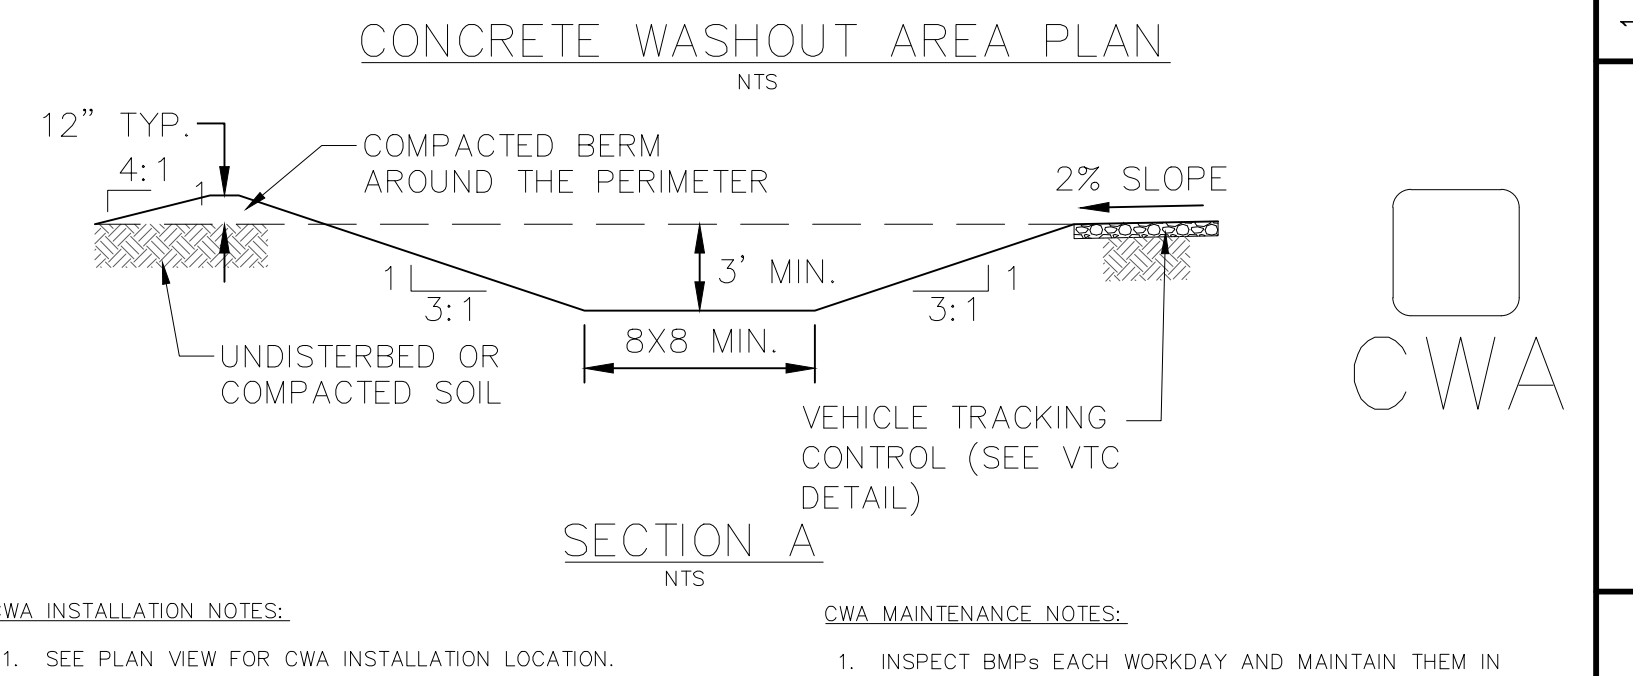 CONCRETE WASHOUT AREA PLAN
NTS
1
12” TYP.
4:1
1
COMPACTED BERM
AROUND THE PERIMETER
2% SLOPE
1
3:1
3’ MIN.
3:1
1
8X8 MIN.
UNDISTERBED OR
COMPACTED SOIL
VEHICLE TRACKING
CONTROL (SEE VTC
DETAIL)
CWA
SECTION A
NTS
CWA INSTALLATION NOTES:
1. SEE PLAN VIEW FOR CWA INSTALLATION LOCATION.
CWA MAINTENANCE NOTES:
1. INSPECT BMPs EACH WORKDAY AND MAINTAIN THEM IN